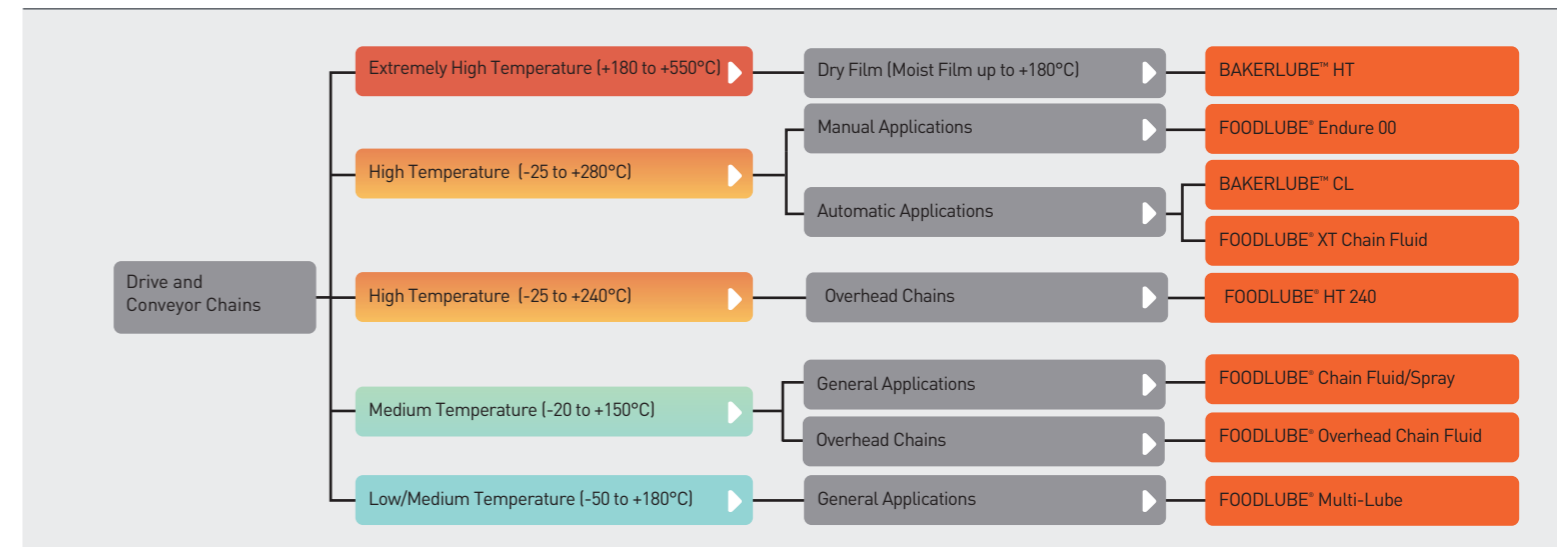 Extremely High Temperature (+180 to +550°C)
Dry Film (Moist Film up to +180°C)
BAKERLUBE™ HT
Manual Applications
FOODLUBE® Endure 00
High Temperature (-25 to +280°C)
BAKERLUBE™ CL
Automatic Applications
FOODLUBE® XT Chain Fluid
Drive and
Conveyor Chains
High Temperature (-25 to +240°C)
Overhead Chains
FOODLUBE® HT 240
General Applications
FOODLUBE® Chain Fluid/Spray
Medium Temperature (-20 to +150°C)
Overhead Chains
FOODLUBE® Overhead Chain Fluid
Low/Medium Temperature (-50 to +180°C)
General Applications
FOODLUBE® Multi-Lube